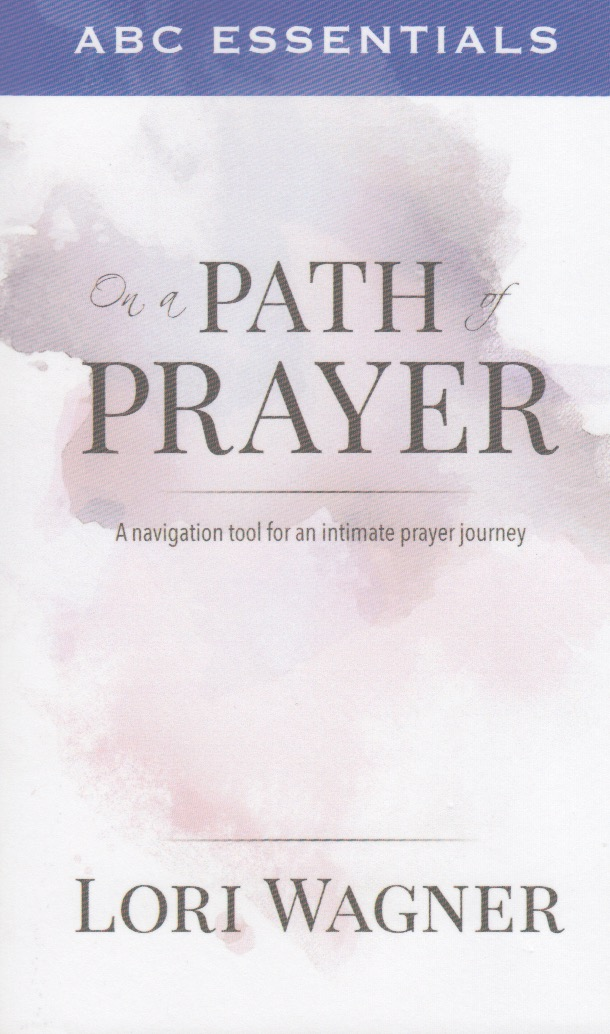 ABC ESSENTIALS
On a PATH of
PRAYER
A navigation tool for an intimate prayer journey
LORI WAGNER